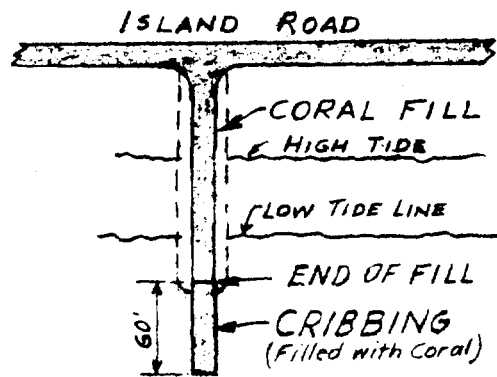 ISLAND ROAD
CORAL FILL
HIGH TIDE
LOW TIDE LINE
END OF FILL
60'
CRIBBING
(Filled with Coral)